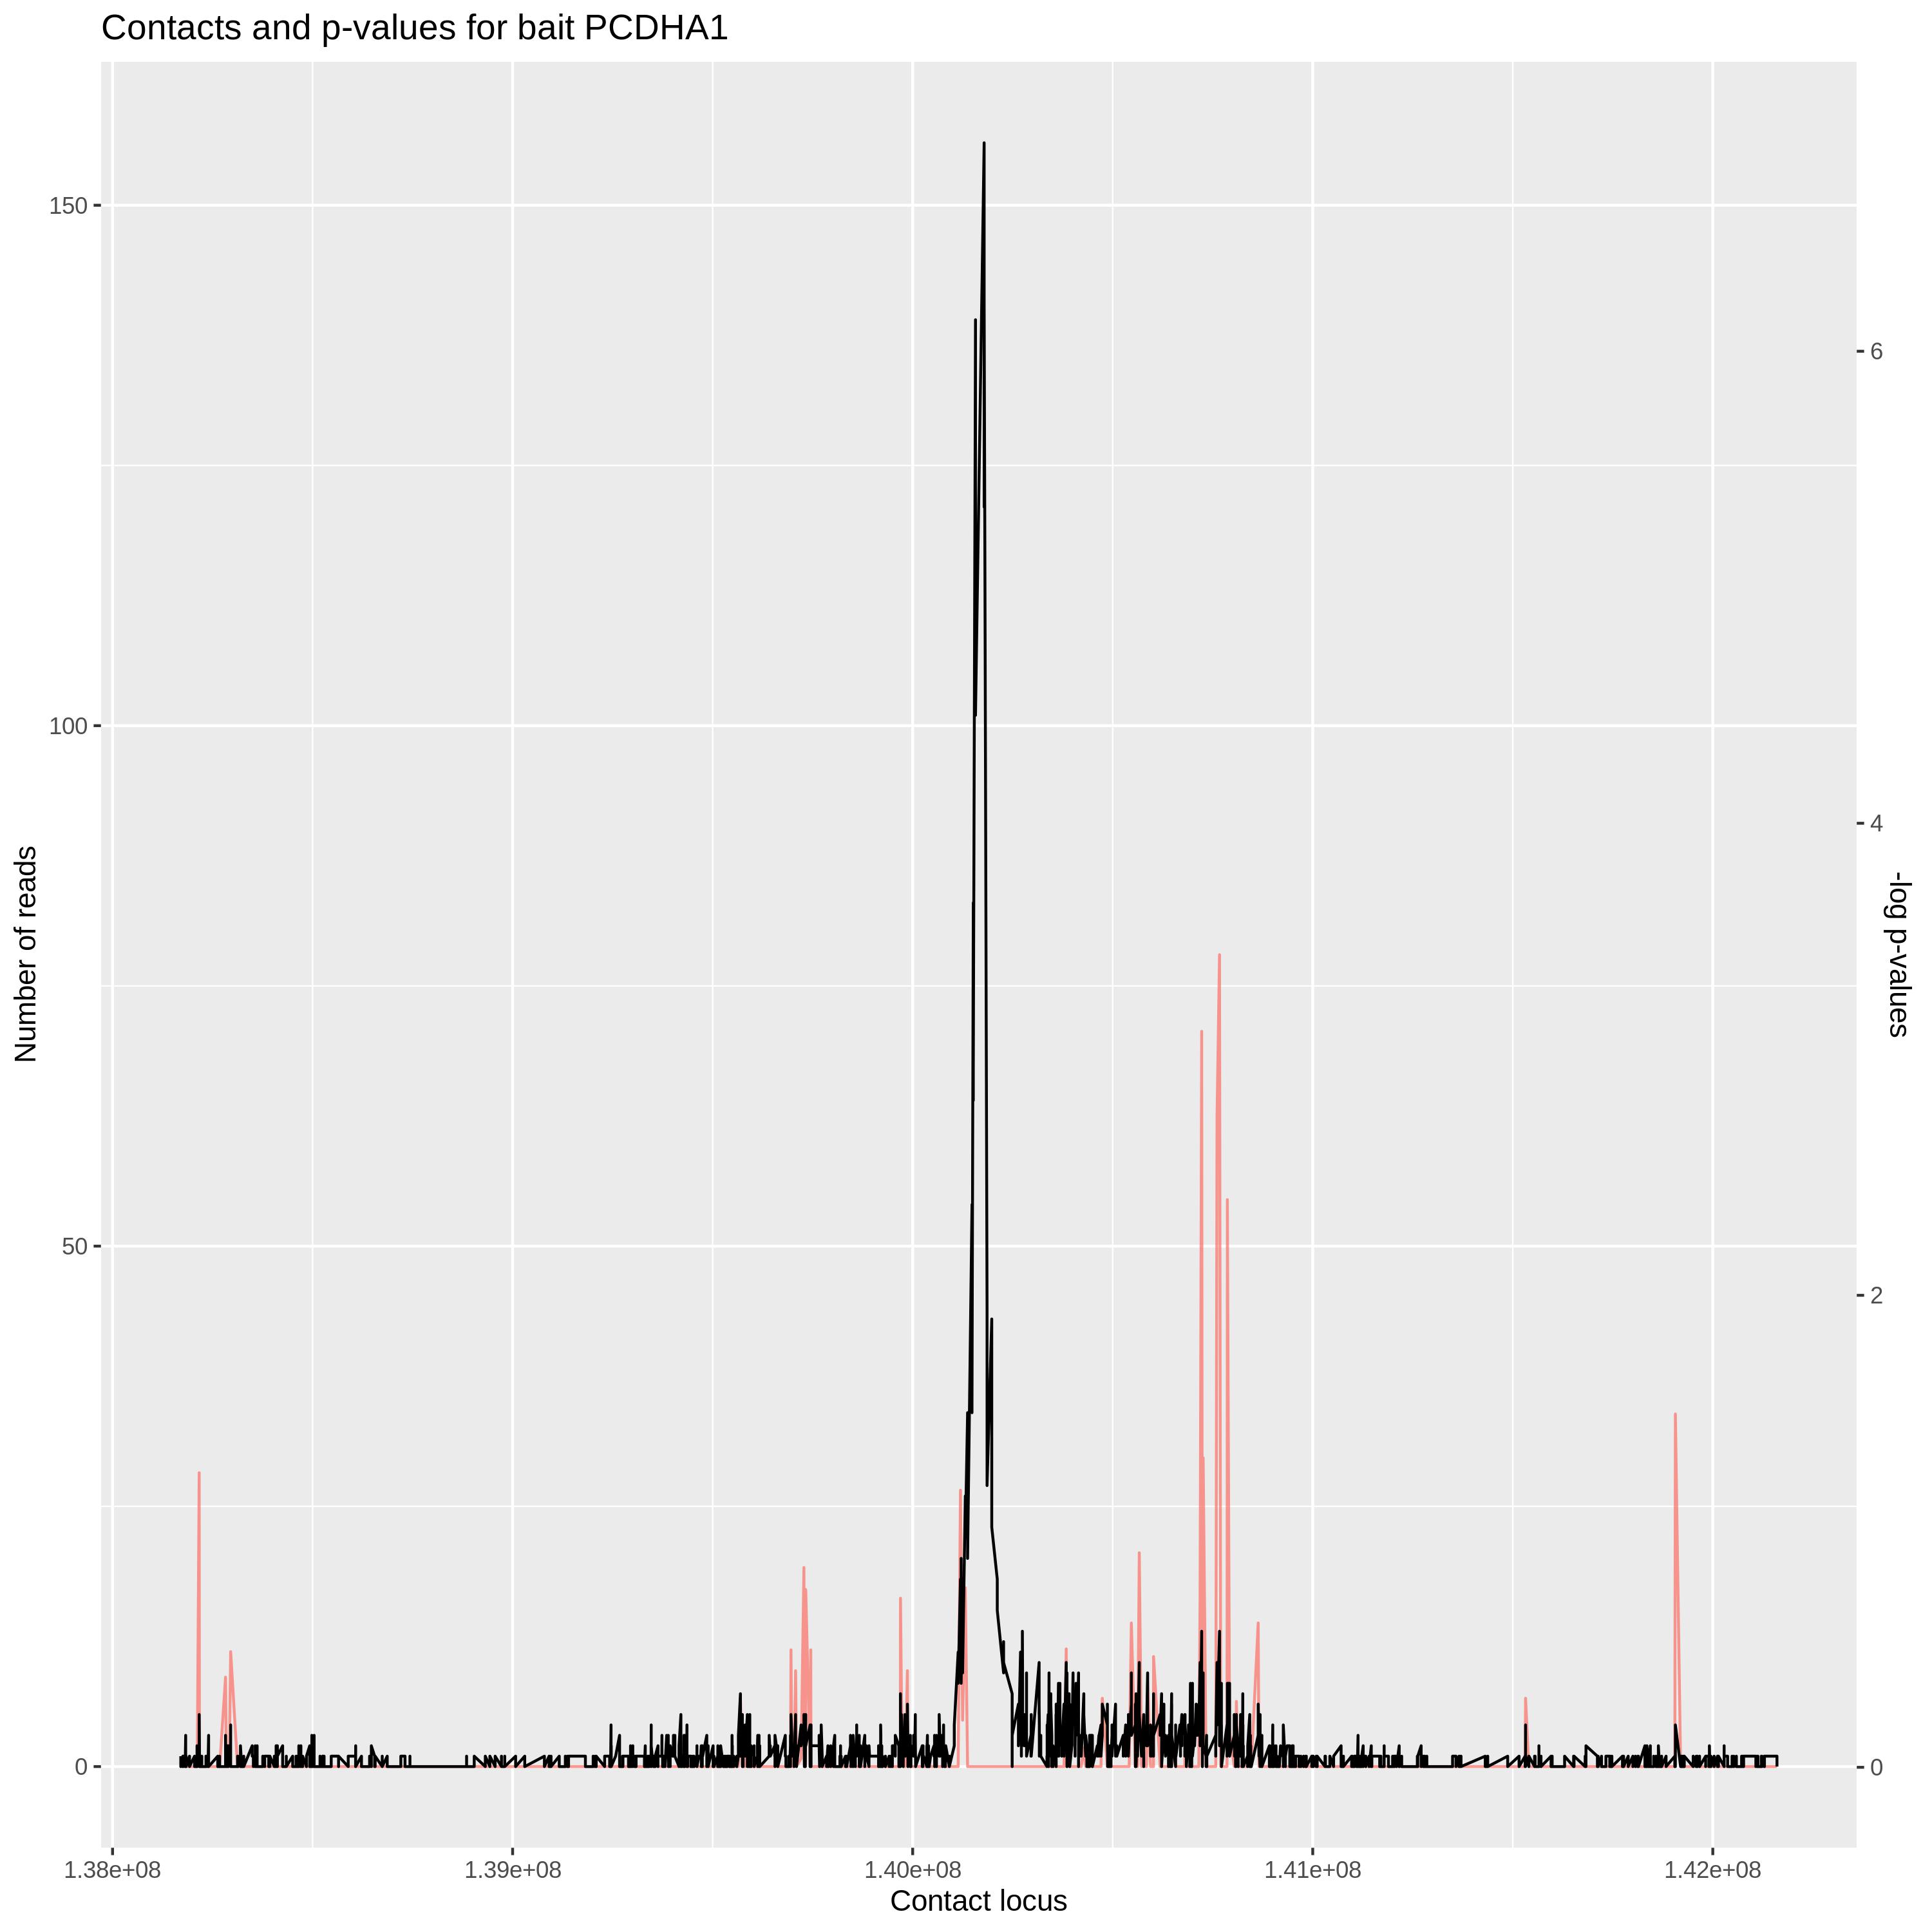 Contacts and p-values for bait PCDHA1
150
100
50
0
Number of reads
6
4
2
0
-log p-values
1.38e+08
1.39e+08
1.40e+08
1.41e+08
1.42e+08
Contact locus